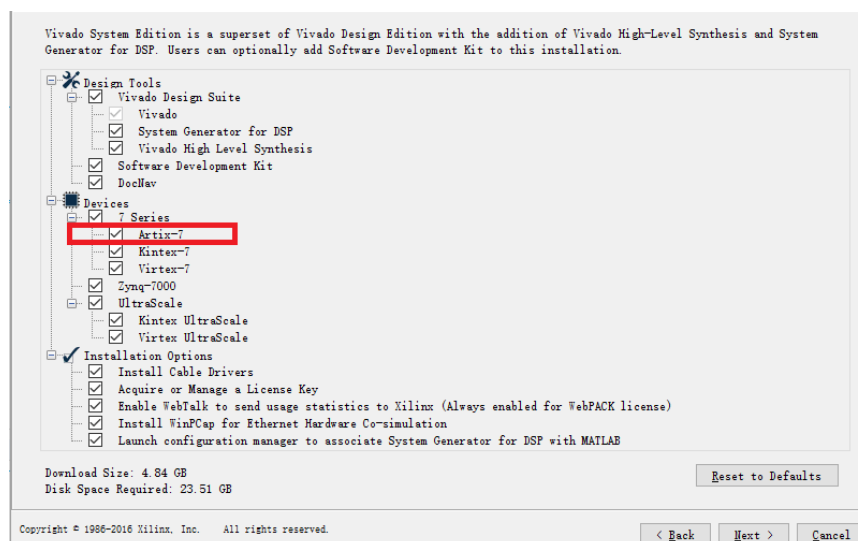 Vivado System Edition is a superset of Vivado Design Edition with the addition of Vivado High-Level Synthesis and System
Generator for DSP. Users can optionally add Software Development Kit to this installation.
Design Tools
Vivado Design Suite
Vivado
System Generator for DSP
Vivado High Level Synthesis
Software Development Kit
DocNav
Devices
7 Series
Artix-7
Kintex-7
Virtex-7
Zynq-7000
UltraScale
Kintex UltraScale
Virtex UltraScale
Installation Options
Install Cable Drivers
Acquire or Manage a License Key
Enable WebTalk to send usage statistics to Xilinx (Always enabled for WebPACK license)
Install WinPCap for Ethernet Hardware Co-simulation
Launch configuration manager to associate System Generator for DSP with MATLAB
Download Size: 4.84 GB
Disk Space Required: 23.51 GB
Reset to Defaults
Copyright © 1986-2016 Xilinx, Inc. All rights reserved.
< Back Next > Cancel